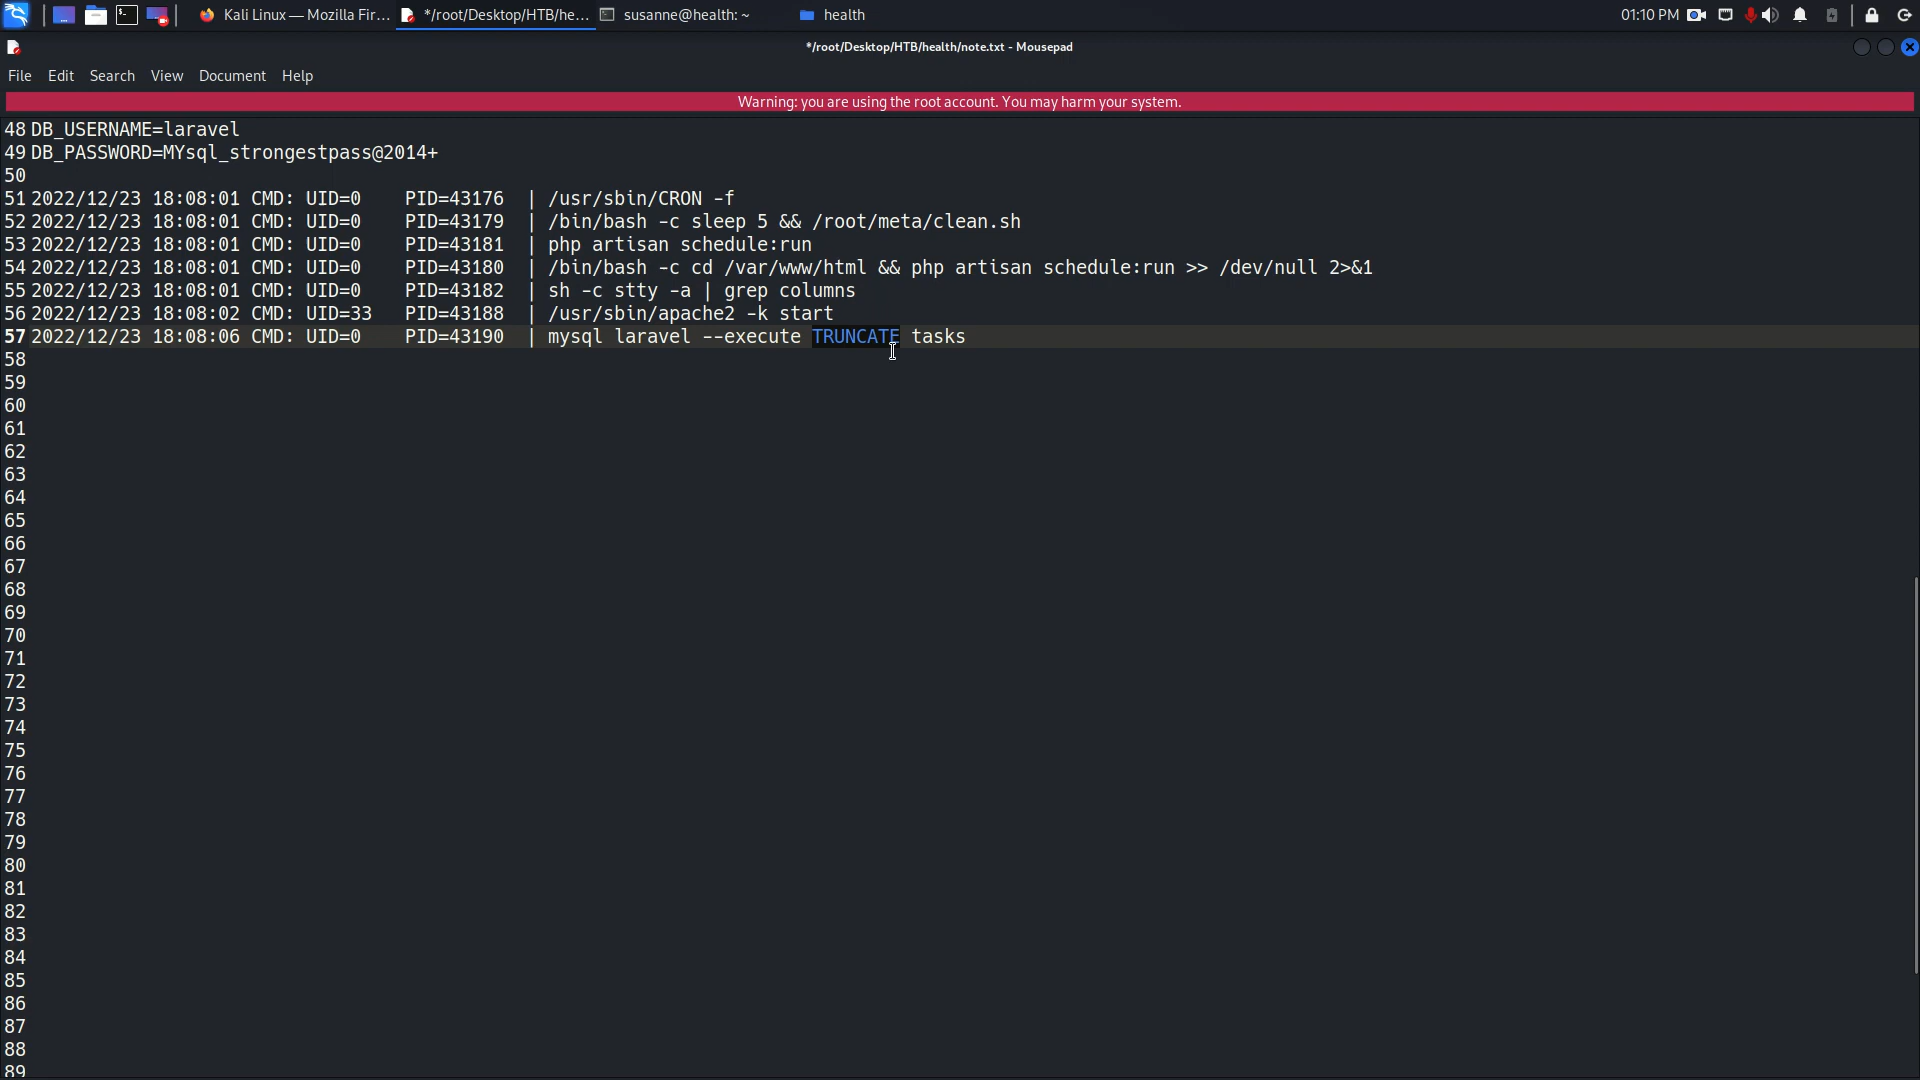 Kali Linux — Mozilla Fir...
*/root/Desktop/HTB/he...
susanne@health: ~
health
01:10 PM
*/root/Desktop/HTB/health/note.txt - Mousepad
File Edit Search View Document Help
Warning: you are using the root account. You may harm your system.
48 DB_USERNAME=laravel
49 DB_PASSWORD=MYsql_strongestpass@2014+
50
51 2022/12/23 18:08:01 CMD: UID=0    PID=43176  | /usr/sbin/CRON -f
52 2022/12/23 18:08:01 CMD: UID=0    PID=43179  | /bin/bash -c sleep 5 && /root/meta/clean.sh
53 2022/12/23 18:08:01 CMD: UID=0    PID=43181  | php artisan schedule:run
54 2022/12/23 18:08:01 CMD: UID=0    PID=43180  | /bin/bash -c cd /var/www/html && php artisan schedule:run >> /dev/null 2>&1
55 2022/12/23 18:08:01 CMD: UID=0    PID=43182  | sh -c stty -a | grep columns
56 2022/12/23 18:08:02 CMD: UID=33   PID=43188  | /usr/sbin/apache2 -k start
57 2022/12/23 18:08:06 CMD: UID=0    PID=43190  | mysql laravel --execute TRUNCATE tasks
58
59
60
61
62
63
64
65
66
67
68
69
70
71
72
73
74
75
76
77
78
79
80
81
82
83
84
85
86
87
88
89